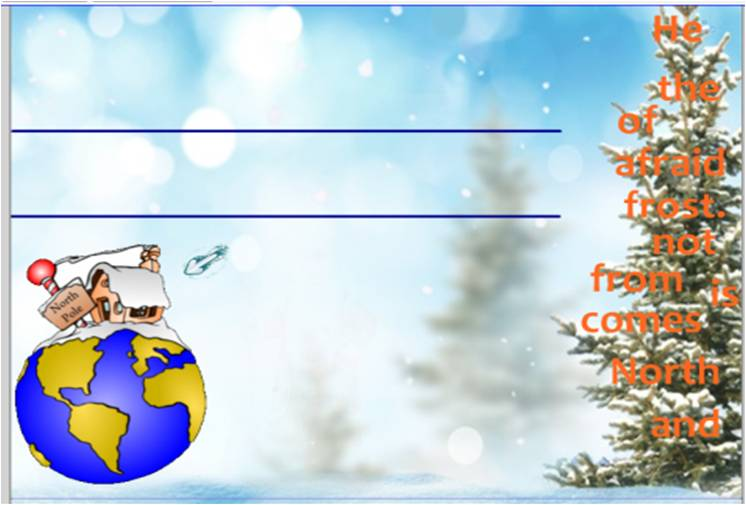 He
the
of
afraid
frost.
not
from is
comes
North
and
North
Pole